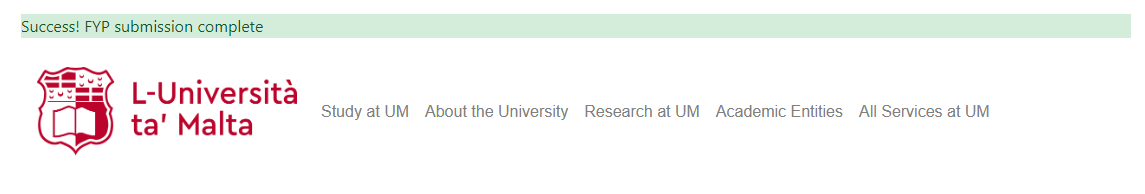 Success! FYP submission complete
L-Università
ta' Malta
Study at UM About the University Research at UM Academic Entities All Services at UM